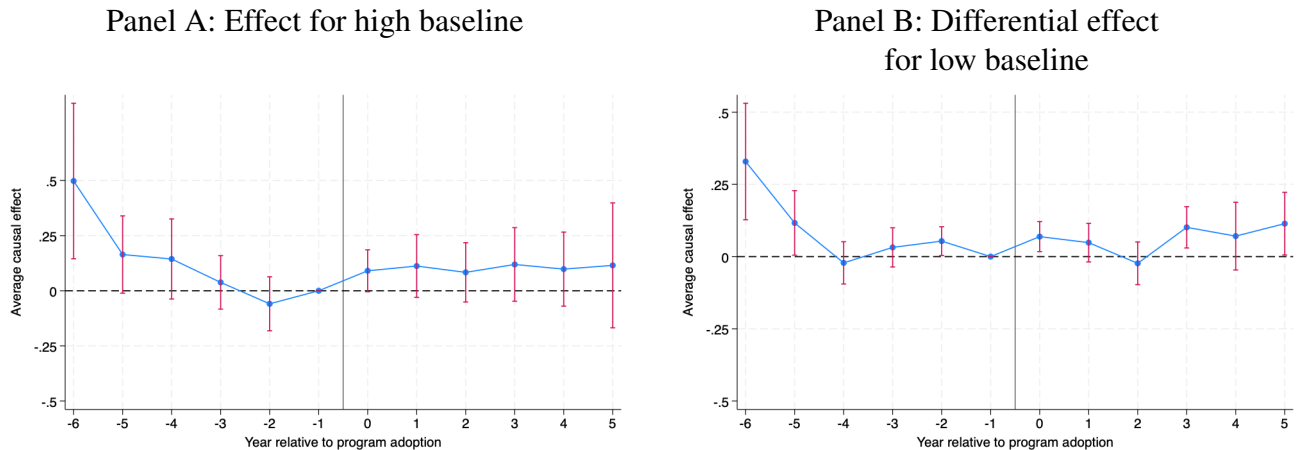 Panel A: Effect for high baseline
Average causal effect
.5
.25
0
-.25
-.5
-6 -5 -4 -3 -2 -1 0 1 2 3 4 5
Year relative to program adoption
Panel B: Differential effect
for low baseline
Average causal effect
.5
.25
0
-.25
-.5
-6 -5 -4 -3 -2 -1 0 1 2 3 4 5
Year relative to program adoption